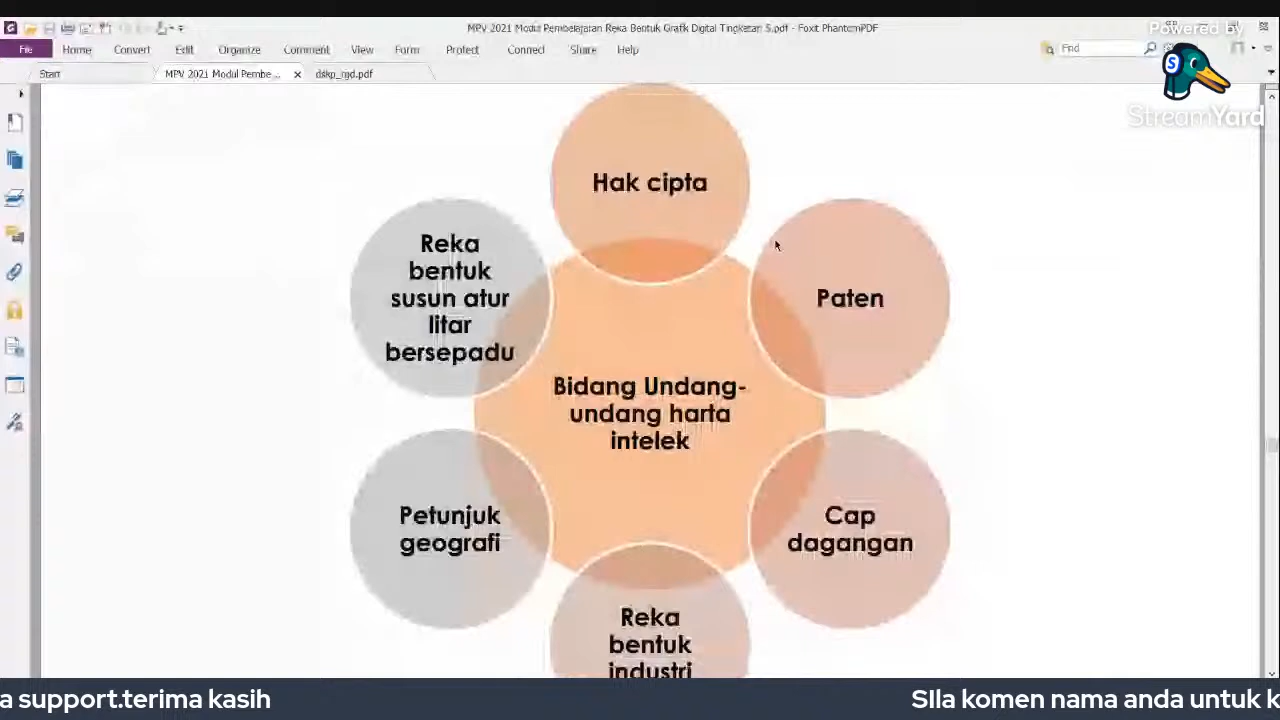 MPV 2021 Modul Pembelajaran Reka Bentuk Grafik Digital Tingkatan 5.pdf - Foxit PhantomPDF
File Home Convert Edit Organize Comment View Form Protect Connect Share Help
Find
Powered by
StreamYard
Start MPV 2021 Modul Pembe... dskp_rgd.pdf
Hak cipta
Paten
Cap
dagangan
Reka
bentuk
industri
Petunjuk
geografi
Reka
bentuk
susun atur
litar
bersepadu
Bidang Undang-
undang harta
intelek
a support.terima kasih
SIla komen nama anda untuk k